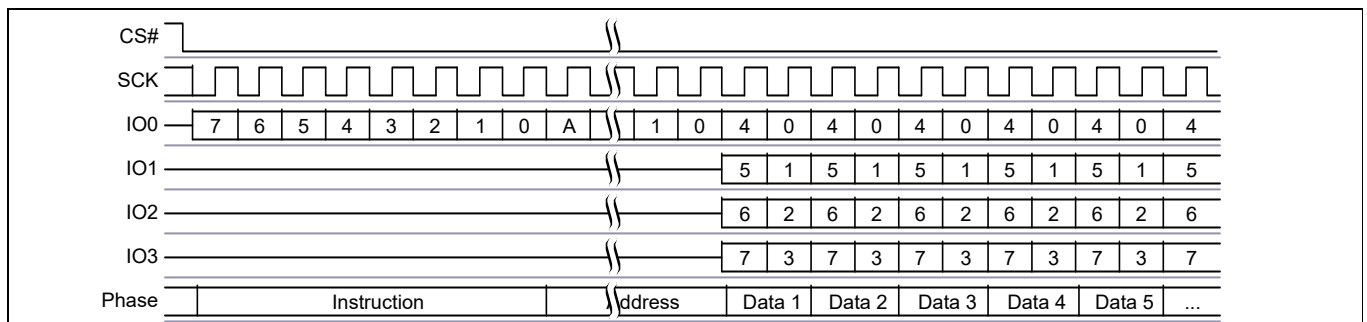 CS#
SCK
IO0 7 6 5 4 3 2 1 0 A 1 0 4 0 4 0 4 0 4 0 4 0 4
IO1 5 1 5 1 5 1 5 1 5 1 5
IO2 6 2 6 2 6 2 6 2 6 2 6
IO3 7 3 7 3 7 3 7 3 7 3 7
Phase Instruction Address Data 1 Data 2 Data 3 Data 4 Data 5 ...